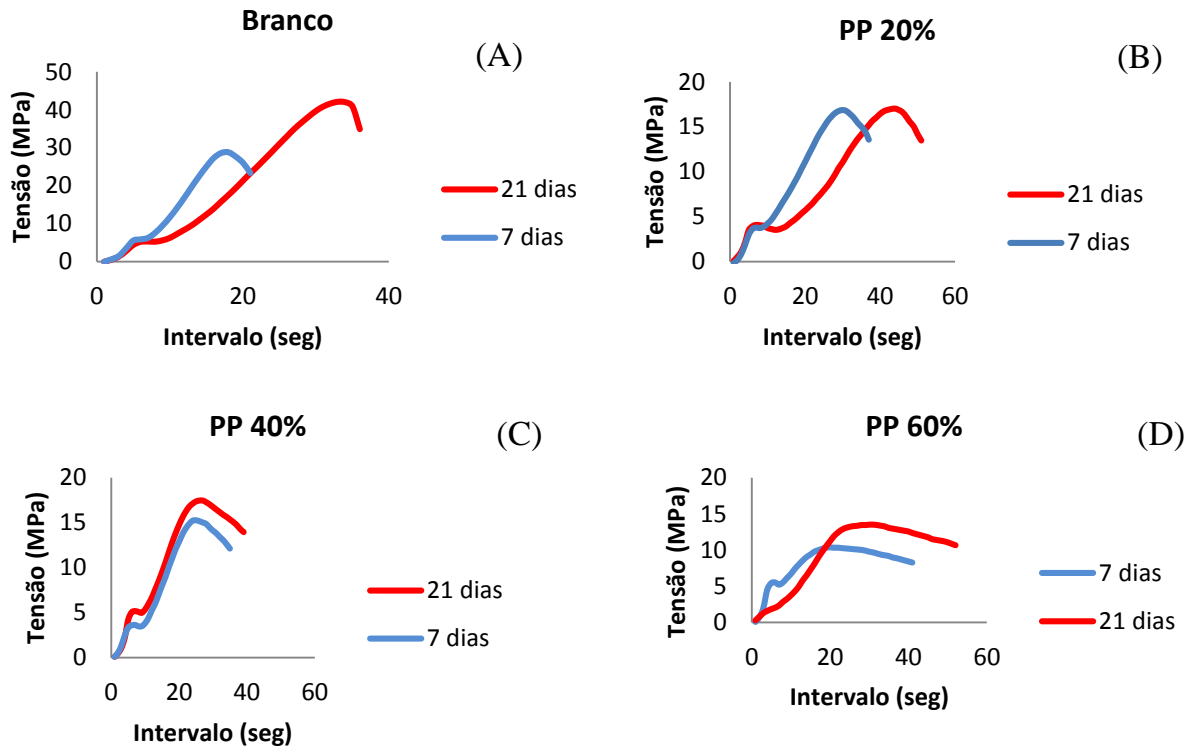 Branco
(A)
Tensão (MPa)
50
40
30
20
10
0
0 20 40
Intervalo (seg)
21 dias
7 dias
PP 20%
(B)
Tensão (MPa)
20
15
10
5
0
0 20 40 60
Intervalo (seg)
21 dias
7 dias
PP 40%
(C)
Tensão (MPa)
20
15
10
5
0
0 20 40 60
Intervalo (seg)
21 dias
7 dias
PP 60%
(D)
Tensão (MPa)
20
15
10
5
0
0 20 40 60
Intervalo (seg)
7 dias
21 dias